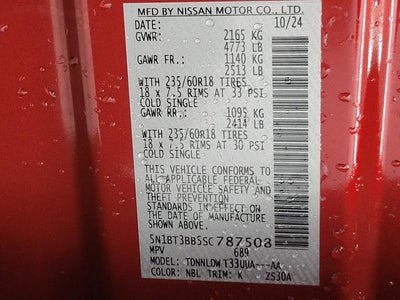 MFD BY NISSAN MOTOR CO., LTD.
DATE: 10/24
GVWR: 2165 KG
4773 LB
GAWR FR.: 1140 KG
2513 LB
WITH 235/60R18 TIRES
18 x 7.5 RIMS AT 33 PSI
COLD SINGLE
GAWR RR.: 1095 KG
2414 LB
WITH 235/60R18 TIRES
18 x 7.5 RIMS AT 30 PSI
COLD SINGLE
THIS VEHICLE CONFORMS TO
ALL APPLICABLE FEDERAL
MOTOR VEHICLE SAFETY AND
THEFT PREVENTION
STANDARDS IN EFFECT ON
THE DATE OF MANUFACTURE
SHOWN ABOVE.
5N1BT3BB5SC787508
MPV 689
MODEL: TDNNLDW T33UUA---AA
COLOR: NBL TRIM: K ZS30A